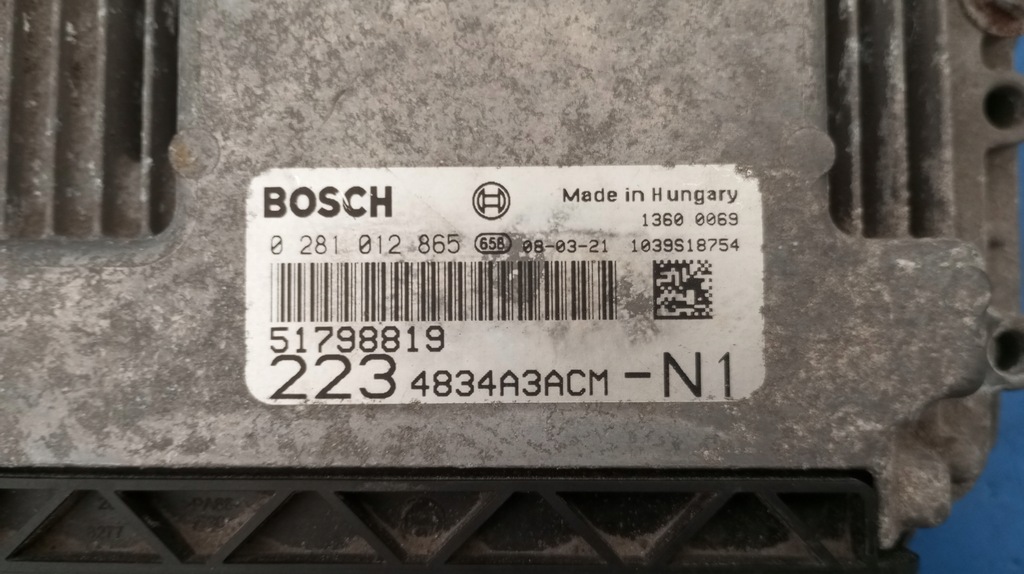 BOSCH Made in Hungary
1360 0069
0 281 012 865 658 08-03-21 1039S18754
51798819
223 4834A3ACM -N1